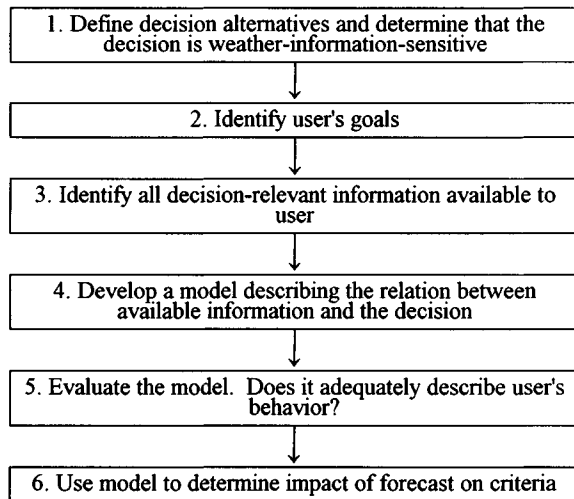 1. Define decision alternatives and determine that the
decision is weather-information-sensitive
2. Identify user's goals
3. Identify all decision-relevant information available to
user
4. Develop a model describing the relation between
available information and the decision
5. Evaluate the model. Does it adequately describe user's
behavior?
6. Use model to determine impact of forecast on criteria